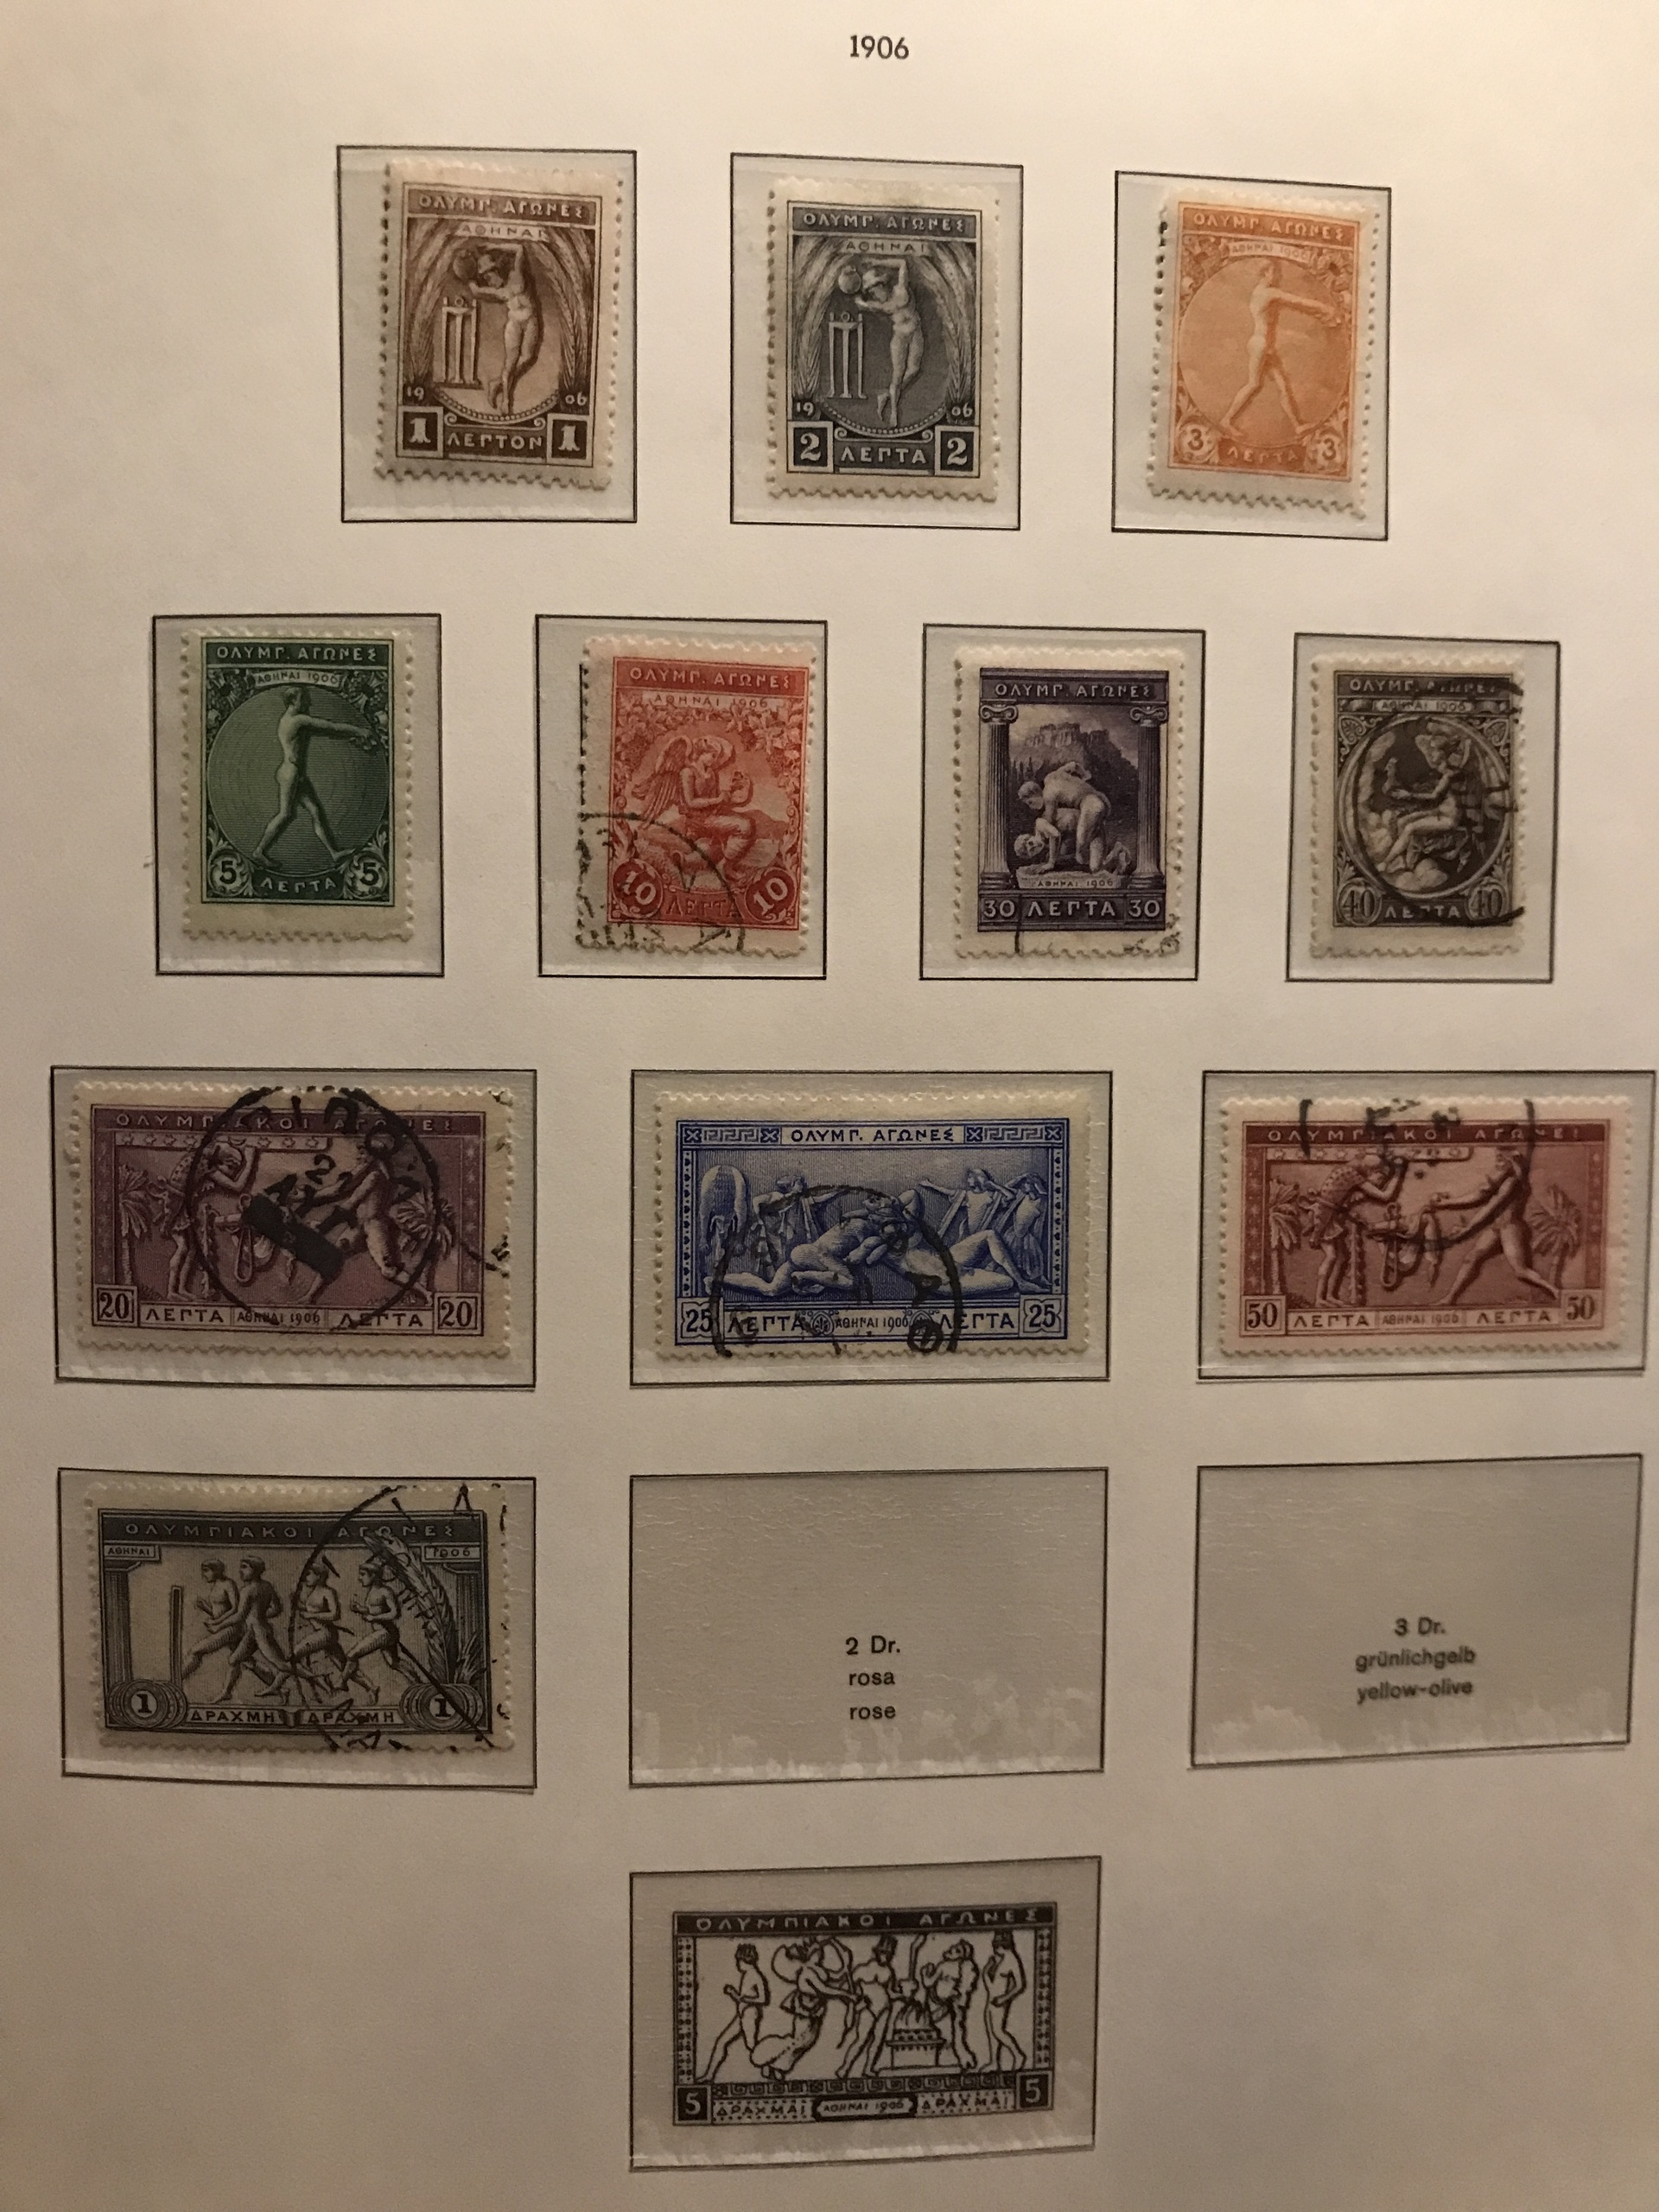 1906
ΟΛΥΜΠ. ΑΓΩΝΕΣ
ΑΘΗΝΑΙ
19 06
1 ΛΕΠΤΟΝ 1
ΟΛΥΜΠ. ΑΓΩΝΕΣ
ΑΘΗΝΑΙ
19 06
2 ΛΕΠΤΑ 2
ΟΛΥΜΠ. ΑΓΩΝΕΣ
ΑΘΗΝΑΙ 1906
3 ΛΕΠΤΑ 3
ΟΛΥΜΠ. ΑΓΩΝΕΣ
ΑΘΗΝΑΙ 1906
5 ΛΕΠΤΑ 5
ΟΛΥΜΠ. ΑΓΩΝΕΣ
ΑΘΗΝΑΙ 1906
10 ΛΕΠΤΑ 10
ΟΛΥΜΠ. ΑΓΩΝΕΣ
ΑΘΗΝΑΙ 1906
30 ΛΕΠΤΑ 30
ΟΛΥΜΠ. ΑΓΩΝΕΣ
ΑΘΗΝΑΙ 1906
40 ΛΕΠΤΑ 40
ΟΛΥΜΠΙΑΚΟΙ ΑΓΩΝΕΣ
20 ΛΕΠΤΑ ΑΘΗΝΑΙ 1906 ΛΕΠΤΑ 20
ΟΛΥΜΠ. ΑΓΩΝΕΣ
25 ΛΕΠΤΑ ΑΘΗΝΑΙ 1906 ΛΕΠΤΑ 25
ΟΛΥΜΠΙΑΚΟΙ ΑΓΩΝΕΣ
50 ΛΕΠΤΑ ΑΘΗΝΑΙ 1906 ΛΕΠΤΑ 50
ΟΛΥΜΠΙΑΚΟΙ ΑΓΩΝΕΣ
ΑΘΗΝΑΙ 1906
1 ΔΡΑΧΜΗ ΔΡΑΧΜΗ 1
2 Dr.
rosa
rose
3 Dr.
grünlichgelb
yellow-olive
ΟΛΥΜΠΙΑΚΟΙ ΑΓΩΝΕΣ
5 ΔΡΑΧΜΑΙ ΑΘΗΝΑΙ 1906 ΔΡΑΧΜΑΙ 5